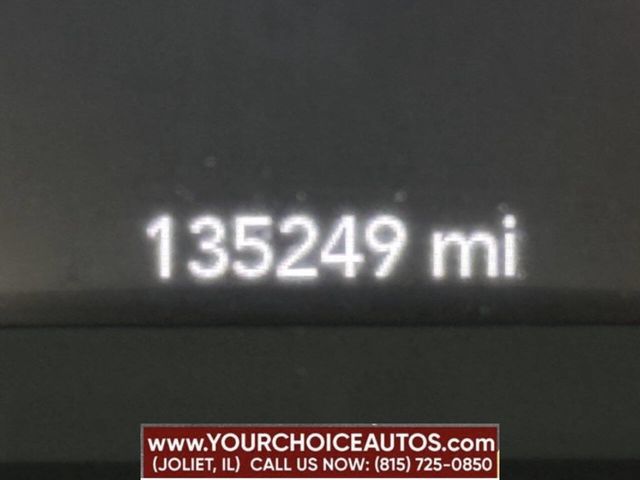 135249 mi
www.YOURCHOICEAUTOS.com
(JOLIET, IL) CALL US NOW: (815) 725-0850